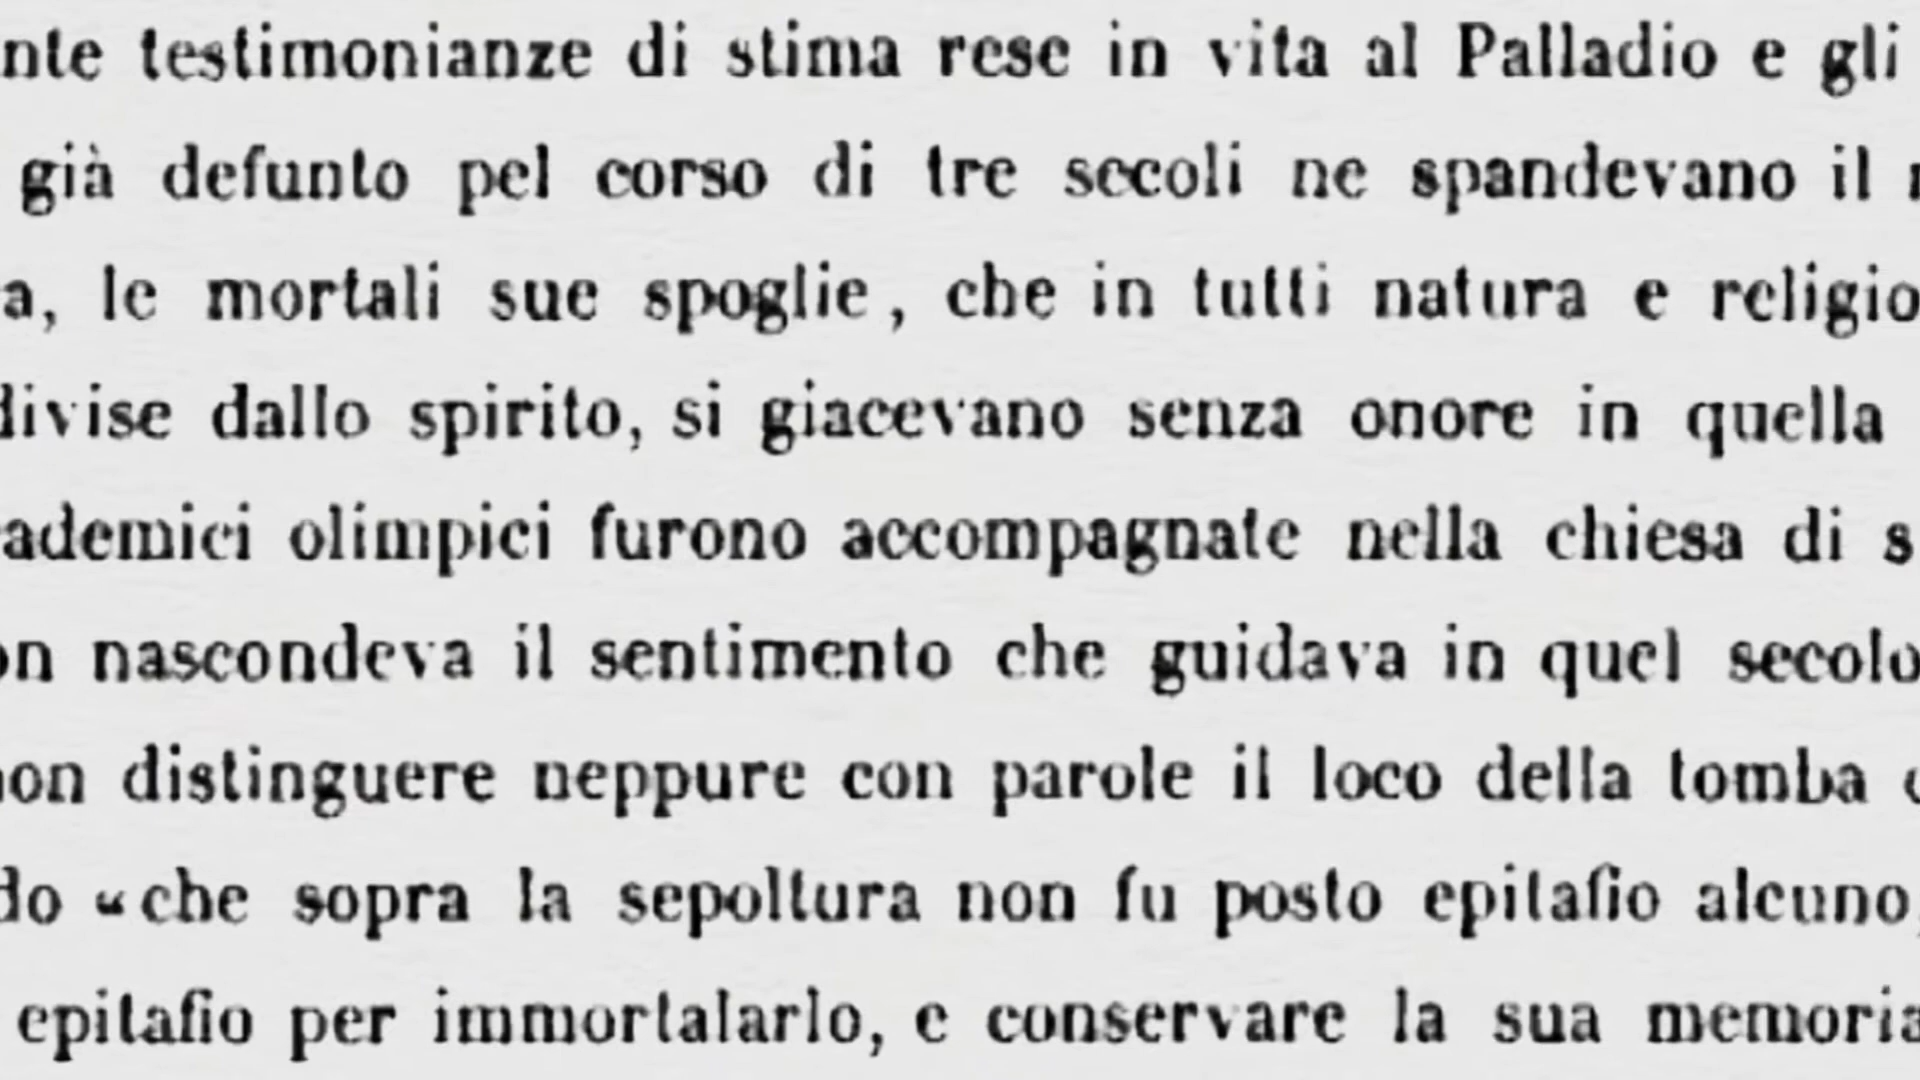 nte testimonianze di stima rese in vita al Palladio e gli
già defunto pel corso di tre secoli ne spandevano il
a, le mortali sue spoglie, che in tutti natura e religio
divise dallo spirito, si giacevano senza onore in quella
ademici olimpici furono accompagnate nella chiesa di s
on nascondeva il sentimento che guidava in quel secolo
non distinguere neppure con parole il loco della tomba
do «che sopra la sepoltura non fu posto epitafio alcuno,
epitafio per immortalarlo, e conservare la sua memoria